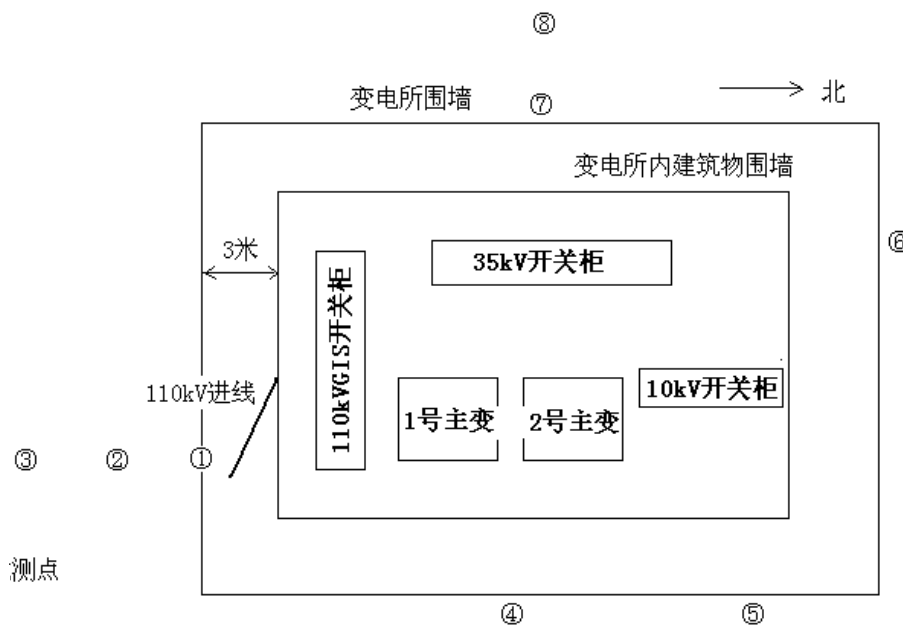 ⑧
北
变电所围墙
⑦
变电所内建筑物围墙
⑥
3米
35kV开关柜
110kVGIS开关柜
110kV进线
10kV开关柜
1号主变
2号主变
③
②
①
测点
④
⑤